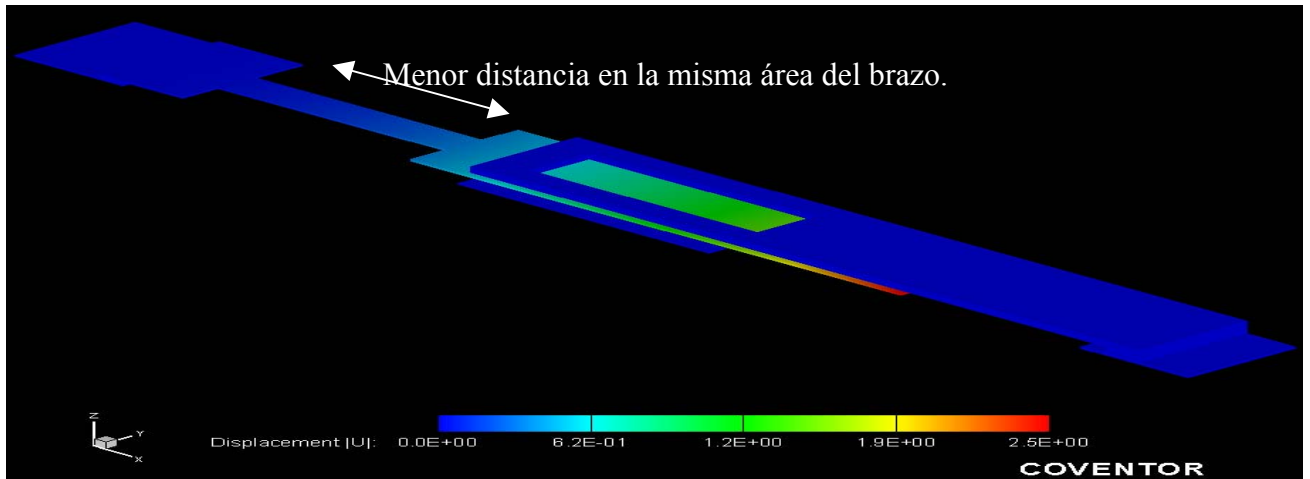 Menor distancia en la misma área del brazo.
Z
Y
X
Displacement |U|: 0.0E+00 6.2E-01 1.2E+00 1.9E+00 2.5E+00
COVENTOR